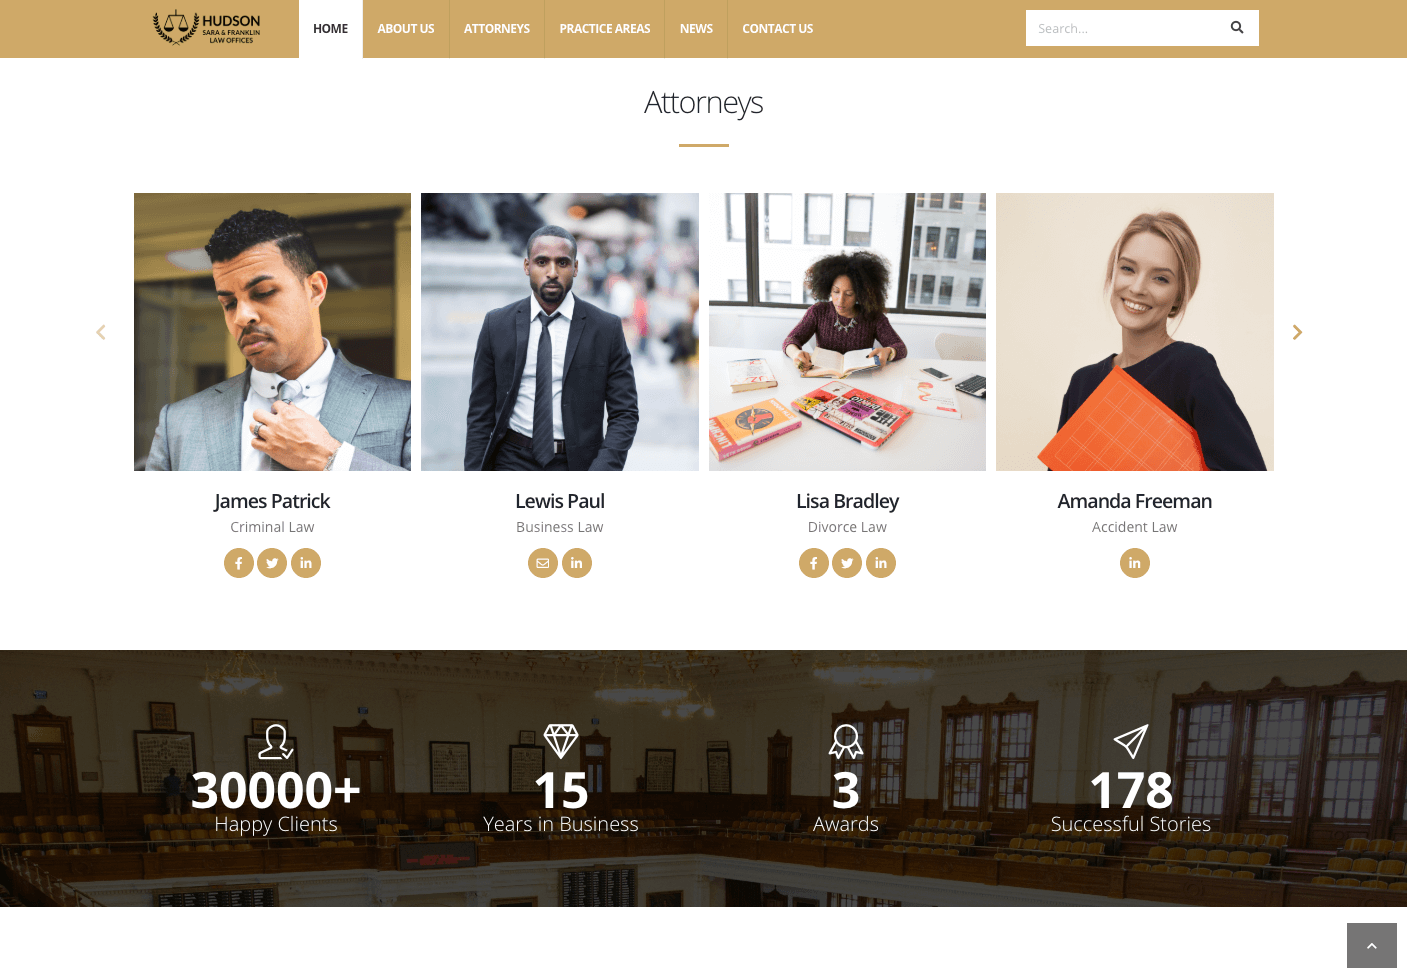 HUDSON
SARA & FRANKLIN
LAW OFFICES
HOME
ABOUT US
ATTORNEYS
PRACTICE AREAS
NEWS
CONTACT US
Search...
Attorneys
James Patrick
Criminal Law
Lewis Paul
Business Law
Lisa Bradley
Divorce Law
Amanda Freeman
Accident Law
30000+
Happy Clients
15
Years in Business
3
Awards
178
Successful Stories